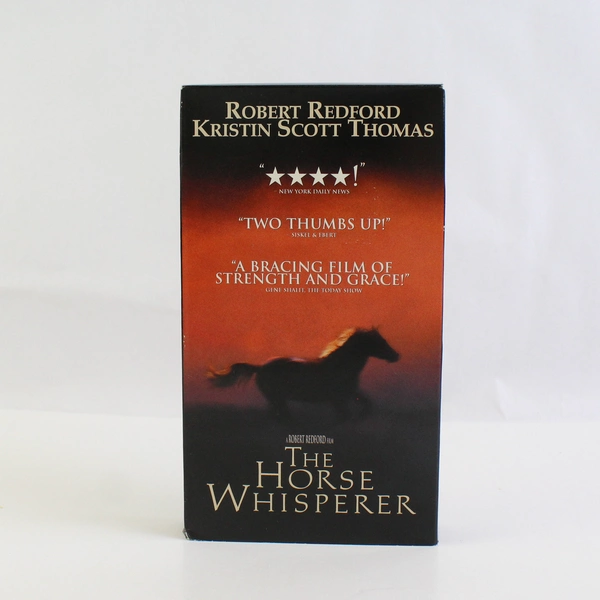 ROBERT REDFORD
KRISTIN SCOTT THOMAS
"★★★★!"
NEW YORK DAILY NEWS
"TWO THUMBS UP!"
SISKEL & EBERT
"A BRACING FILM OF
STRENGTH AND GRACE!"
GENE SHALIT, THE TODAY SHOW
A ROBERT REDFORD FILM
THE
HORSE
WHISPERER